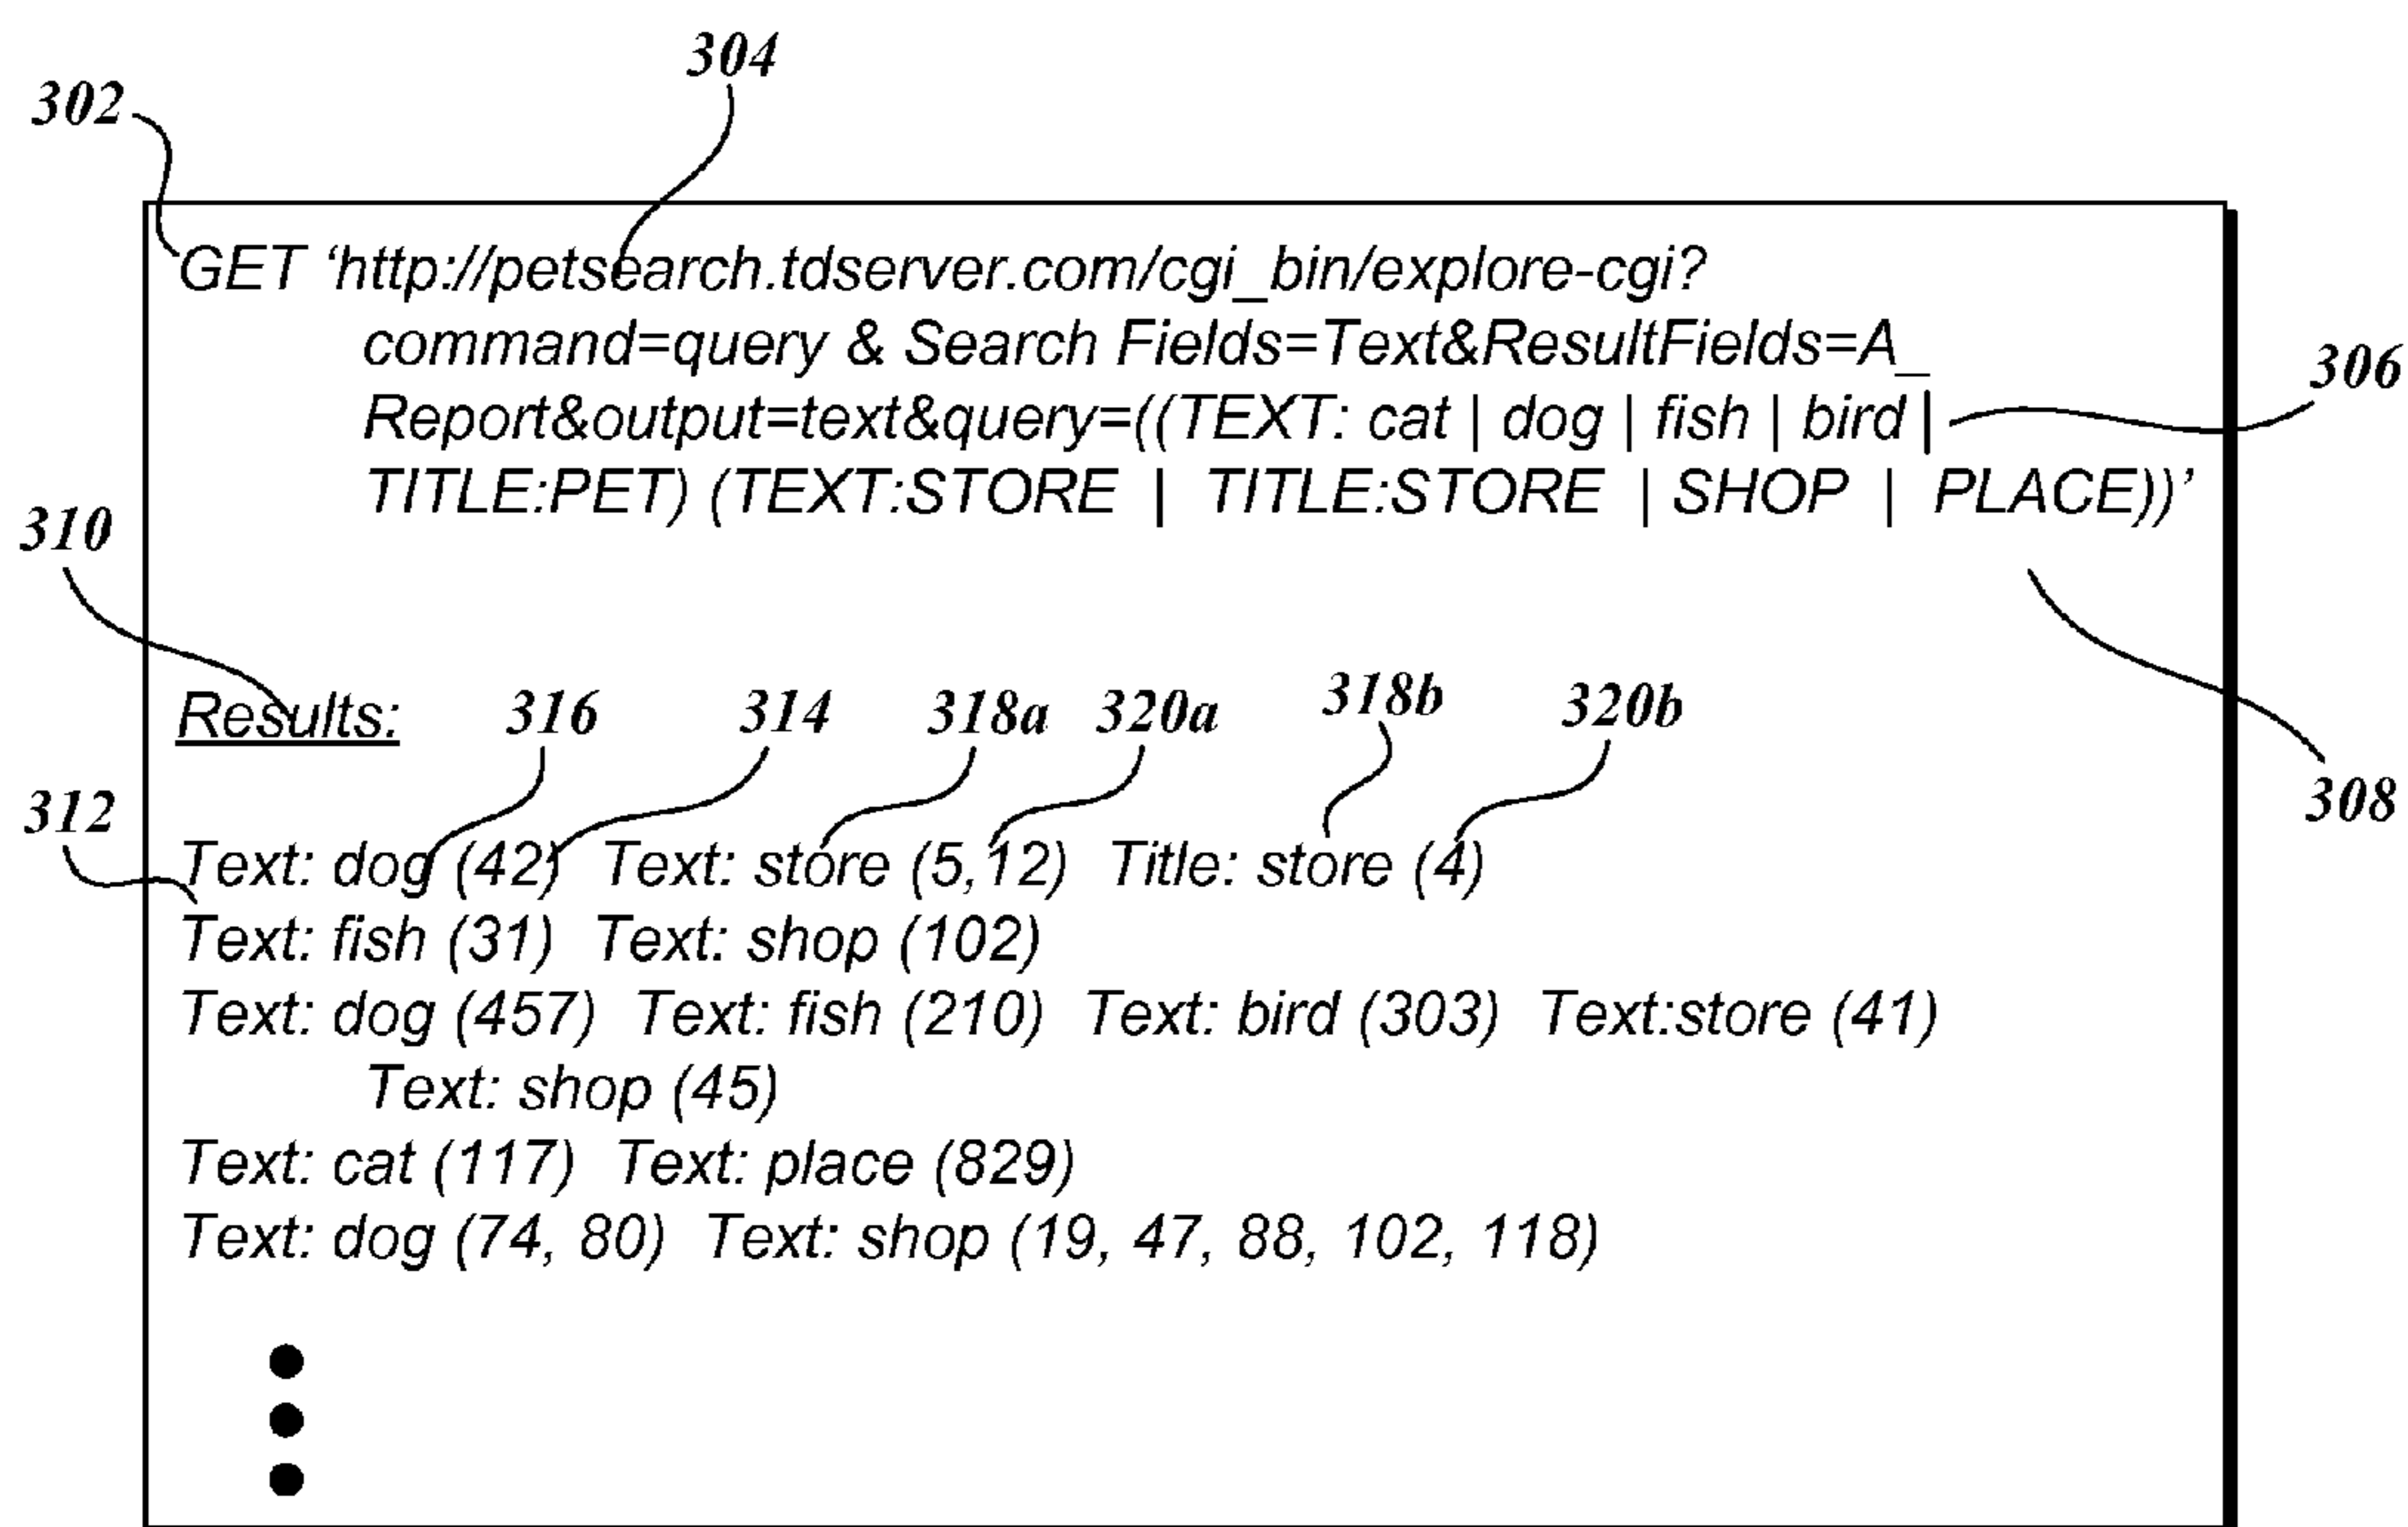 304
302
GET ‘http://petsearch.tdserver.com/cgi_bin/explore-cgi?
command=query & Search Fields=Text&ResultFields=A_
306
Report&output=text&query=((TEXT: cat | dog | fish | bird |
TITLE:PET) (TEXT:STORE | TITLE:STORE | SHOP | PLACE))’
310
Results: 316 314 318a 320a 318b 320b
312
308
Text: dog (42) Text: store (5,12) Title: store (4)
Text: fish (31) Text: shop (102)
Text: dog (457) Text: fish (210) Text: bird (303) Text:store (41)
Text: shop (45)
Text: cat (117) Text: place (829)
Text: dog (74, 80) Text: shop (19, 47, 88, 102, 118)